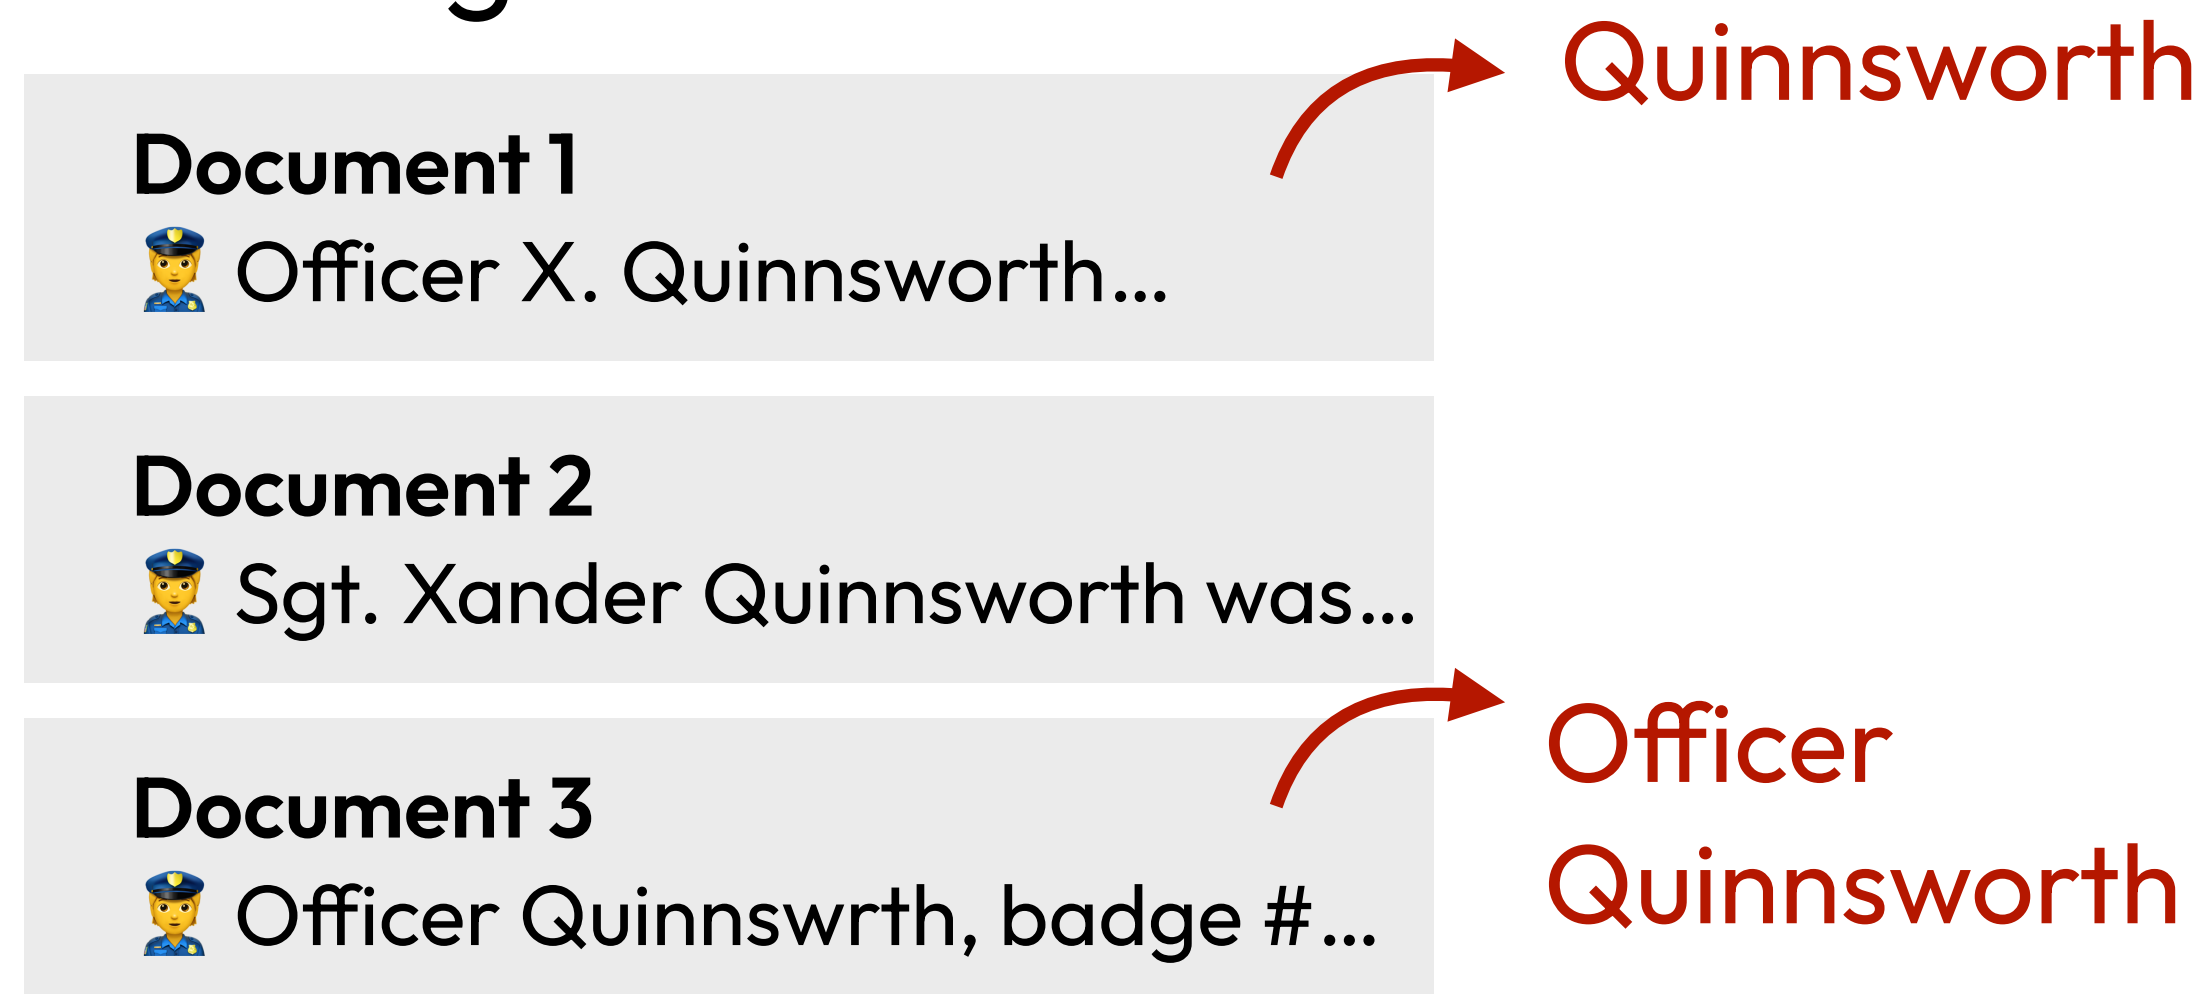 Quinnsworth
Document 1
👮 Officer X. Quinnsworth...
Document 2
👮 Sgt. Xander Quinnsworth was...
Document 3
👮 Officer Quinnswrth, badge #...
Officer
Quinnsworth